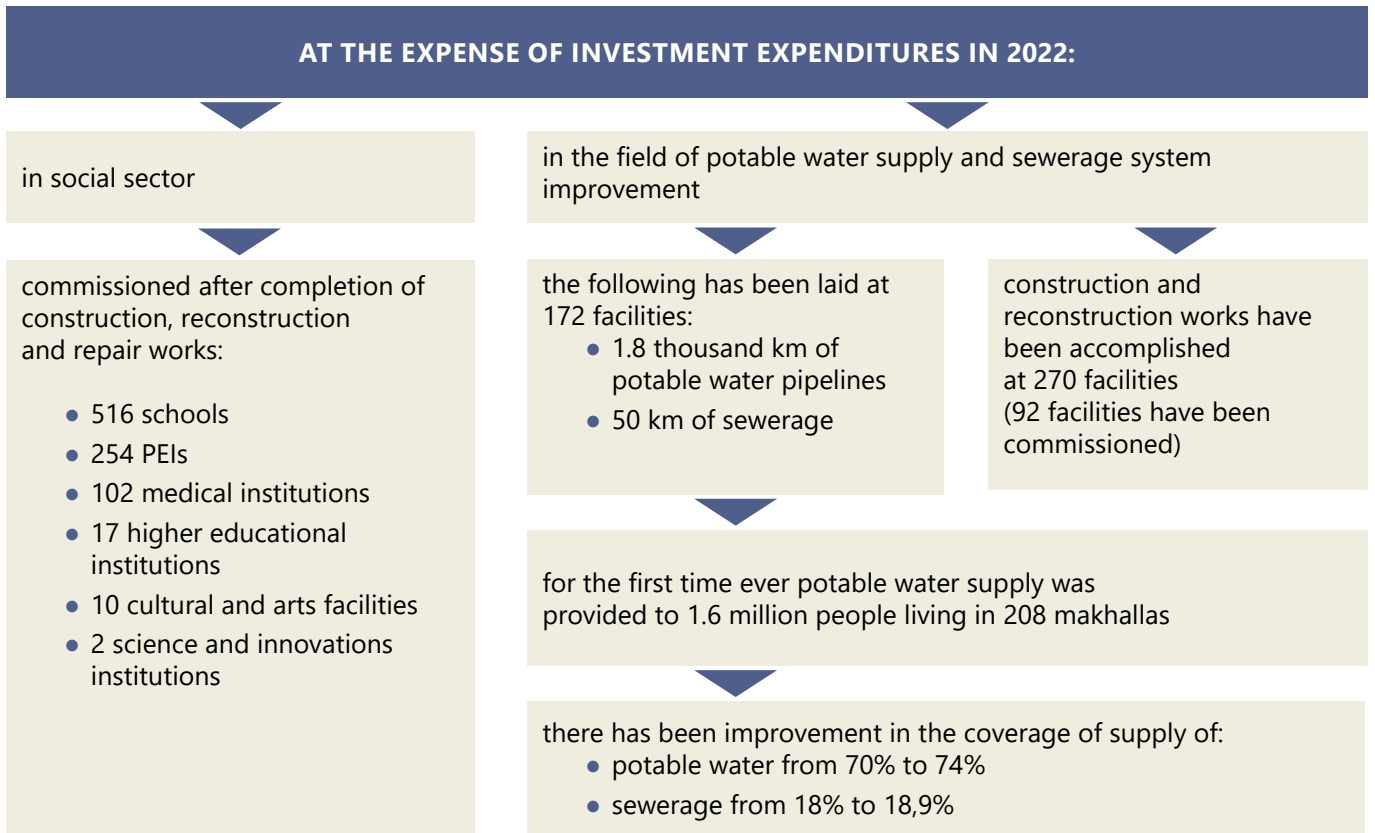 AT THE EXPENSE OF INVESTMENT EXPENDITURES IN 2022:
in social sector
commissioned after completion of
construction, reconstruction
and repair works:
● 516 schools
● 254 PEIs
● 102 medical institutions
● 17 higher educational
institutions
● 10 cultural and arts facilities
● 2 science and innovations
institutions
in the field of potable water supply and sewerage system
improvement
the following has been laid at
172 facilities:
● 1.8 thousand km of
potable water pipelines
● 50 km of sewerage
construction and
reconstruction works have
been accomplished
at 270 facilities
(92 facilities have been
commissioned)
for the first time ever potable water supply was
provided to 1.6 million people living in 208 makhallas
there has been improvement in the coverage of supply of:
● potable water from 70% to 74%
● sewerage from 18% to 18,9%